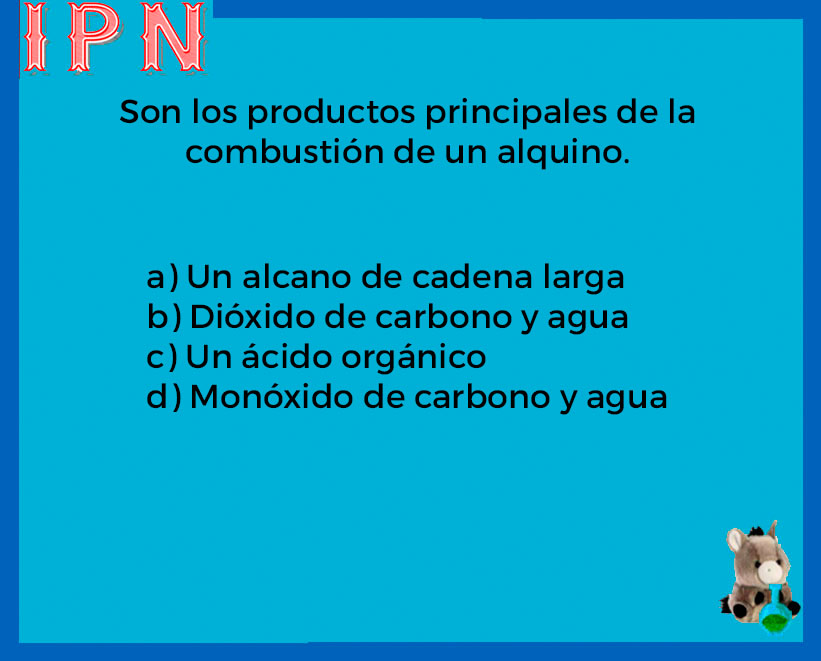 IPN
Son los productos principales de la
combustión de un alquino.
a) Un alcano de cadena larga
b) Dióxido de carbono y agua
c) Un ácido orgánico
d) Monóxido de carbono y agua